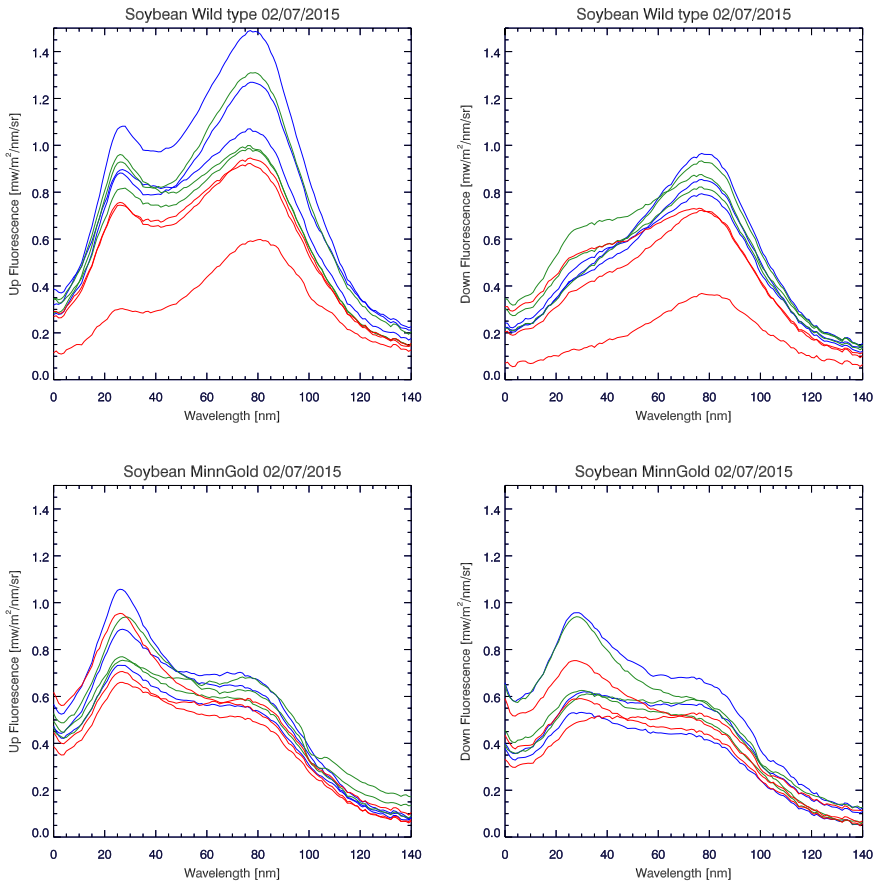 Soybean Wild type 02/07/2015
Up Fluorescence [mw/m²/nm/sr]
1.4
1.2
1.0
0.8
0.6
0.4
0.2
0.0
0 20 40 60 80 100 120 140
Wavelength [nm]
Soybean Wild type 02/07/2015
Down Fluorescence [mw/m²/nm/sr]
1.4
1.2
1.0
0.8
0.6
0.4
0.2
0.0
0 20 40 60 80 100 120 140
Wavelength [nm]
Soybean MinnGold 02/07/2015
Up Fluorescence [mw/m²/nm/sr]
1.4
1.2
1.0
0.8
0.6
0.4
0.2
0.0
0 20 40 60 80 100 120 140
Wavelength [nm]
Soybean MinnGold 02/07/2015
Down Fluorescence [mw/m²/nm/sr]
1.4
1.2
1.0
0.8
0.6
0.4
0.2
0.0
0 20 40 60 80 100 120 140
Wavelength [nm]